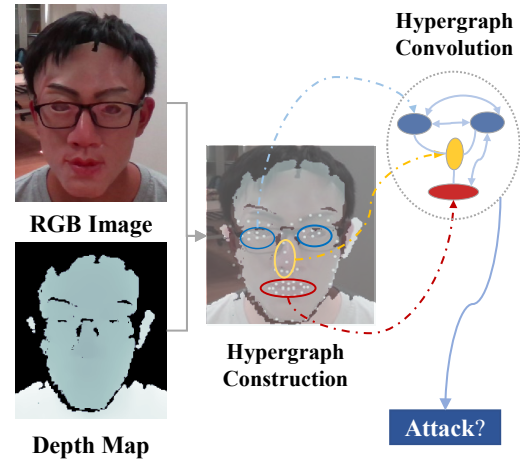 Hypergraph
Convolution
RGB Image
Hypergraph
Construction
Depth Map
Attack?